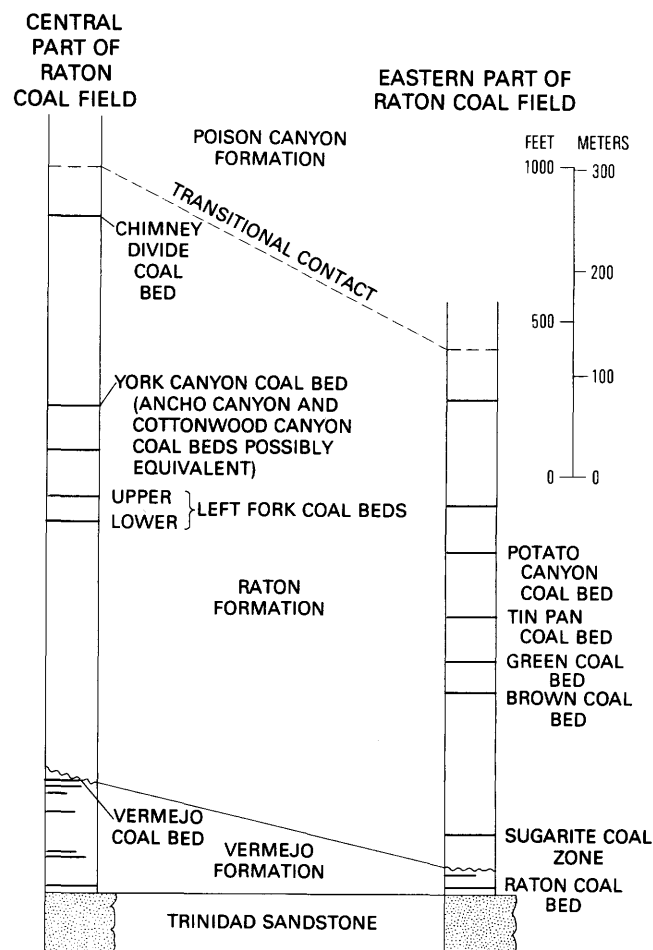 CENTRAL
PART OF
RATON
COAL FIELD
EASTERN PART OF
RATON COAL FIELD
POISON CANYON
FORMATION
FEET METERS
1000
300
200
500
100
0
0
TRANSITIONAL CONTACT
CHIMNEY
DIVIDE
COAL
BED
YORK CANYON COAL BED
(ANCHO CANYON AND
COTTONWOOD CANYON
COAL BEDS POSSIBLY
EQUIVALENT)
UPPER
LOWER
LEFT FORK COAL BEDS
RATON
FORMATION
POTATO
CANYON
COAL BED
TIN PAN
COAL BED
GREEN COAL
BED
BROWN COAL
BED
VERMEJO
COAL BED
VERMEJO
FORMATION
SUGARITE COAL
ZONE
RATON COAL
BED
TRINIDAD SANDSTONE